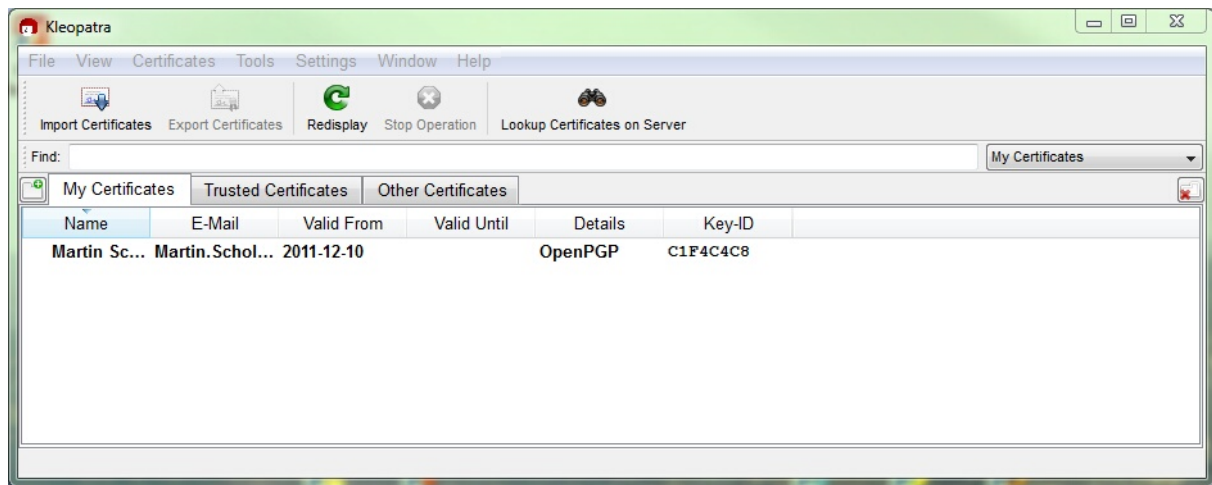 Kleopatra
File View Certificates Tools Settings Window Help
Import Certificates Export Certificates Redisplay Stop Operation Lookup Certificates on Server
Find: My Certificates
My Certificates Trusted Certificates Other Certificates
Name E-Mail Valid From Valid Until Details Key-ID
Martin Sc... Martin.Schol... 2011-12-10 OpenPGP C1F4C4C8